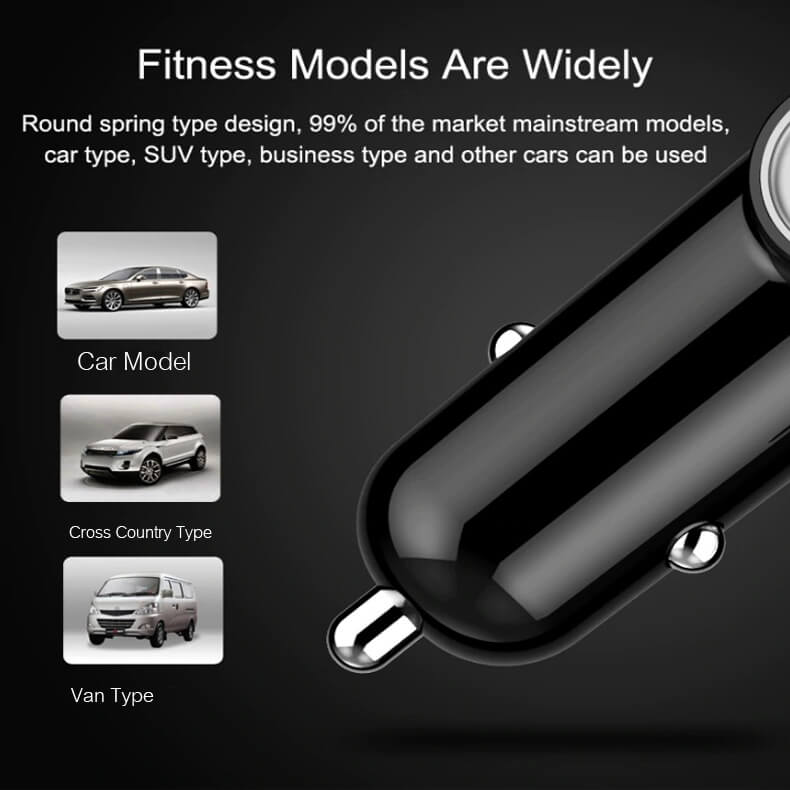 Fitness Models Are Widely
Round spring type design, 99% of the market mainstream models,
car type, SUV type, business type and other cars can be used
Car Model
Cross Country Type
Van Type